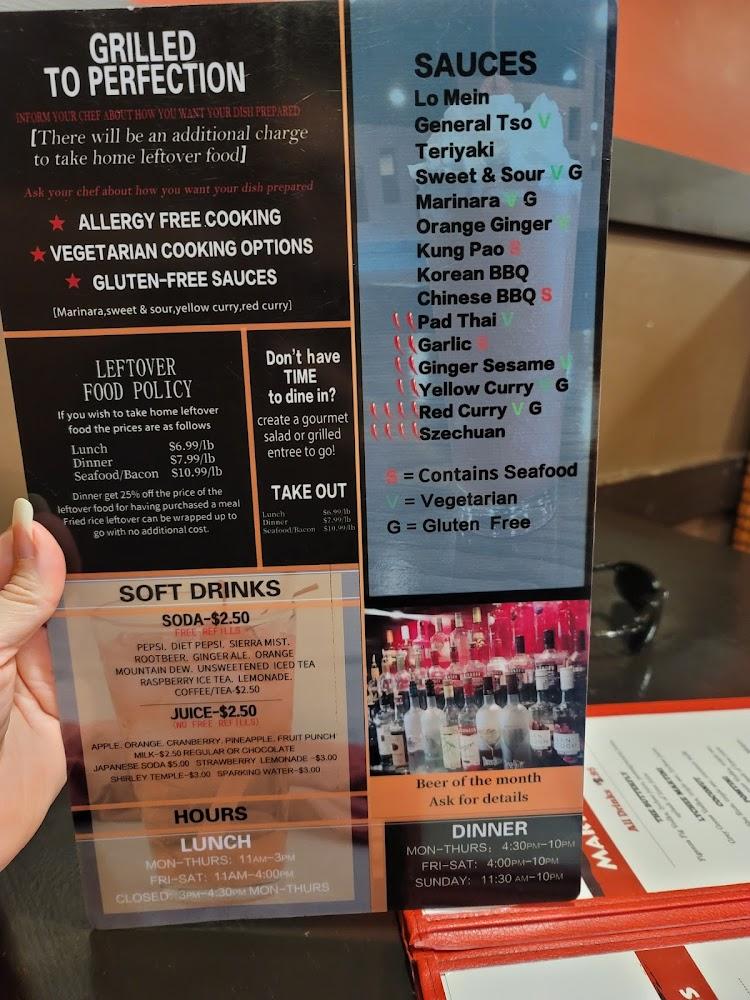 GRILLED
TO PERFECTION
INFORM YOUR CHEF ABOUT HOW YOU WANT YOUR DISH PREPARED
[There will be an additional charge
to take home leftover food]
Ask your chef about how you want your dish prepared
ALLERGY FREE COOKING
VEGETARIAN COOKING OPTIONS
GLUTEN-FREE SAUCES
[Marinara,sweet & sour,yellow curry,red curry]
LEFTOVER
FOOD POLICY
If you wish to take home leftover
food the prices are as follows
Lunch $6.99/lb
Dinner $7.99/lb
Seafood/Bacon $10.99/lb
Dinner get 25% off the price of the
leftover food for having purchased a meal
Fried rice leftover can be wrapped up to
go with no additional cost.
Don't have
TIME
to dine in?
create a gourmet
salad or grilled
entree to go!
TAKE OUT
Lunch $6.99/lb
Dinner $7.99/lb
Seafood/Bacon $10.99/lb
SAUCES
Lo Mein
General Tso V
Teriyaki
Sweet & Sour V G
Marinara V G
Orange Ginger V
Kung Pao S
Korean BBQ
Chinese BBQ S
Pad Thai V
Garlic S
Ginger Sesame V
Yellow Curry V G
Red Curry V G
Szechuan
S = Contains Seafood
V = Vegetarian
G = Gluten Free
SOFT DRINKS
SODA-$2.50
FREE REFILLS
PEPSI. DIET PEPSI. SIERRA MIST.
ROOTBEER. GINGER ALE. ORANGE
MOUNTAIN DEW. UNSWEETENED ICED TEA
RASPBERRY ICE TEA. LEMONADE.
COFFEE/TEA-$2.50
JUICE-$2.50
(NO FREE REFILLS)
APPLE. ORANGE. CRANBERRY. PINEAPPLE. FRUIT PUNCH
MILK-$2.50 REGULAR OR CHOCOLATE
JAPANESE SODA $5.00 STRAWBERRY LEMONADE -$3.00
SHIRLEY TEMPLE-$3.00 SPARKING WATER-$3.00
Beer of the month
Ask for details
HOURS
LUNCH
MON-THURS: 11AM-3PM
FRI-SAT: 11AM-4:00PM
CLOSED: 3PM-4:30PM MON-THURS
DINNER
MON-THURS: 4:30PM-10PM
FRI-SAT: 4:00PM-10PM
SUNDAY: 11:30 AM-10PM
All Drinks
MAR